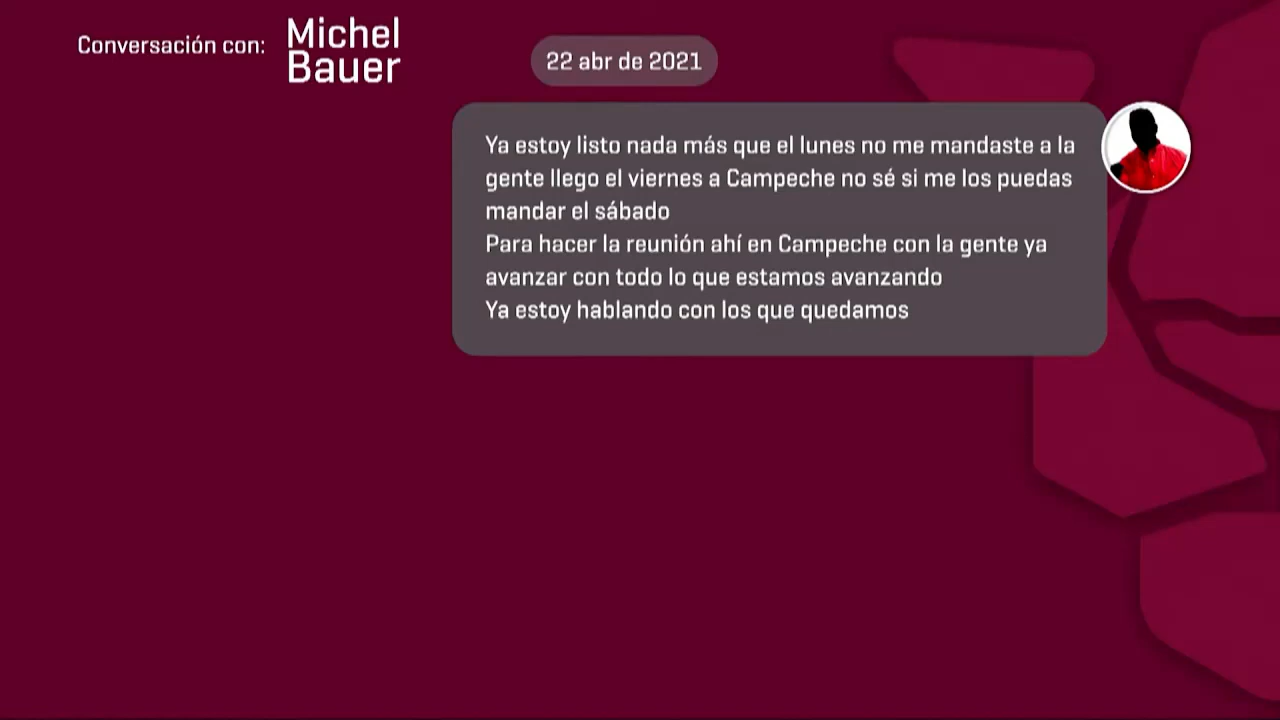 Conversación con:
Michel
Bauer
22 abr de 2021
Ya estoy listo nada más que el lunes no me mandaste a la
gente llego el viernes a Campeche no sé si me los puedas
mandar el sábado
Para hacer la reunión ahí en Campeche con la gente ya
avanzar con todo lo que estamos avanzando
Ya estoy hablando con los que quedamos